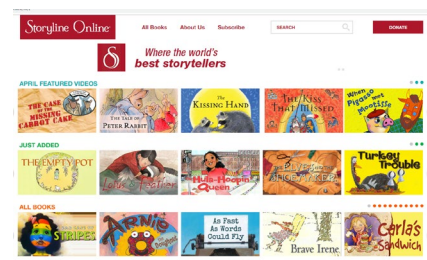 Storyline Online
All Books
About Us
Subscribe
SEARCH
DONATE
Where the world's
best storytellers
APRIL FEATURED VIDEOS
THE CASE
OF THE
MISSING
CARROT CAKE
THE TALE OF
PETER RABBIT
THE
KISSING HAND
THE KISS
THAT MISSED
When
Pigasso
met
Mootisse
JUST ADDED
THE EMPTY POT
Lotus & Feather
Hula-Hoopin'
Queen
Turkey
Trouble
ALL BOOKS
STRIPES
ARNIE
Doughnut
As Fast
As Words
Could Fly
Brave Irene
Carla's
Sandwich